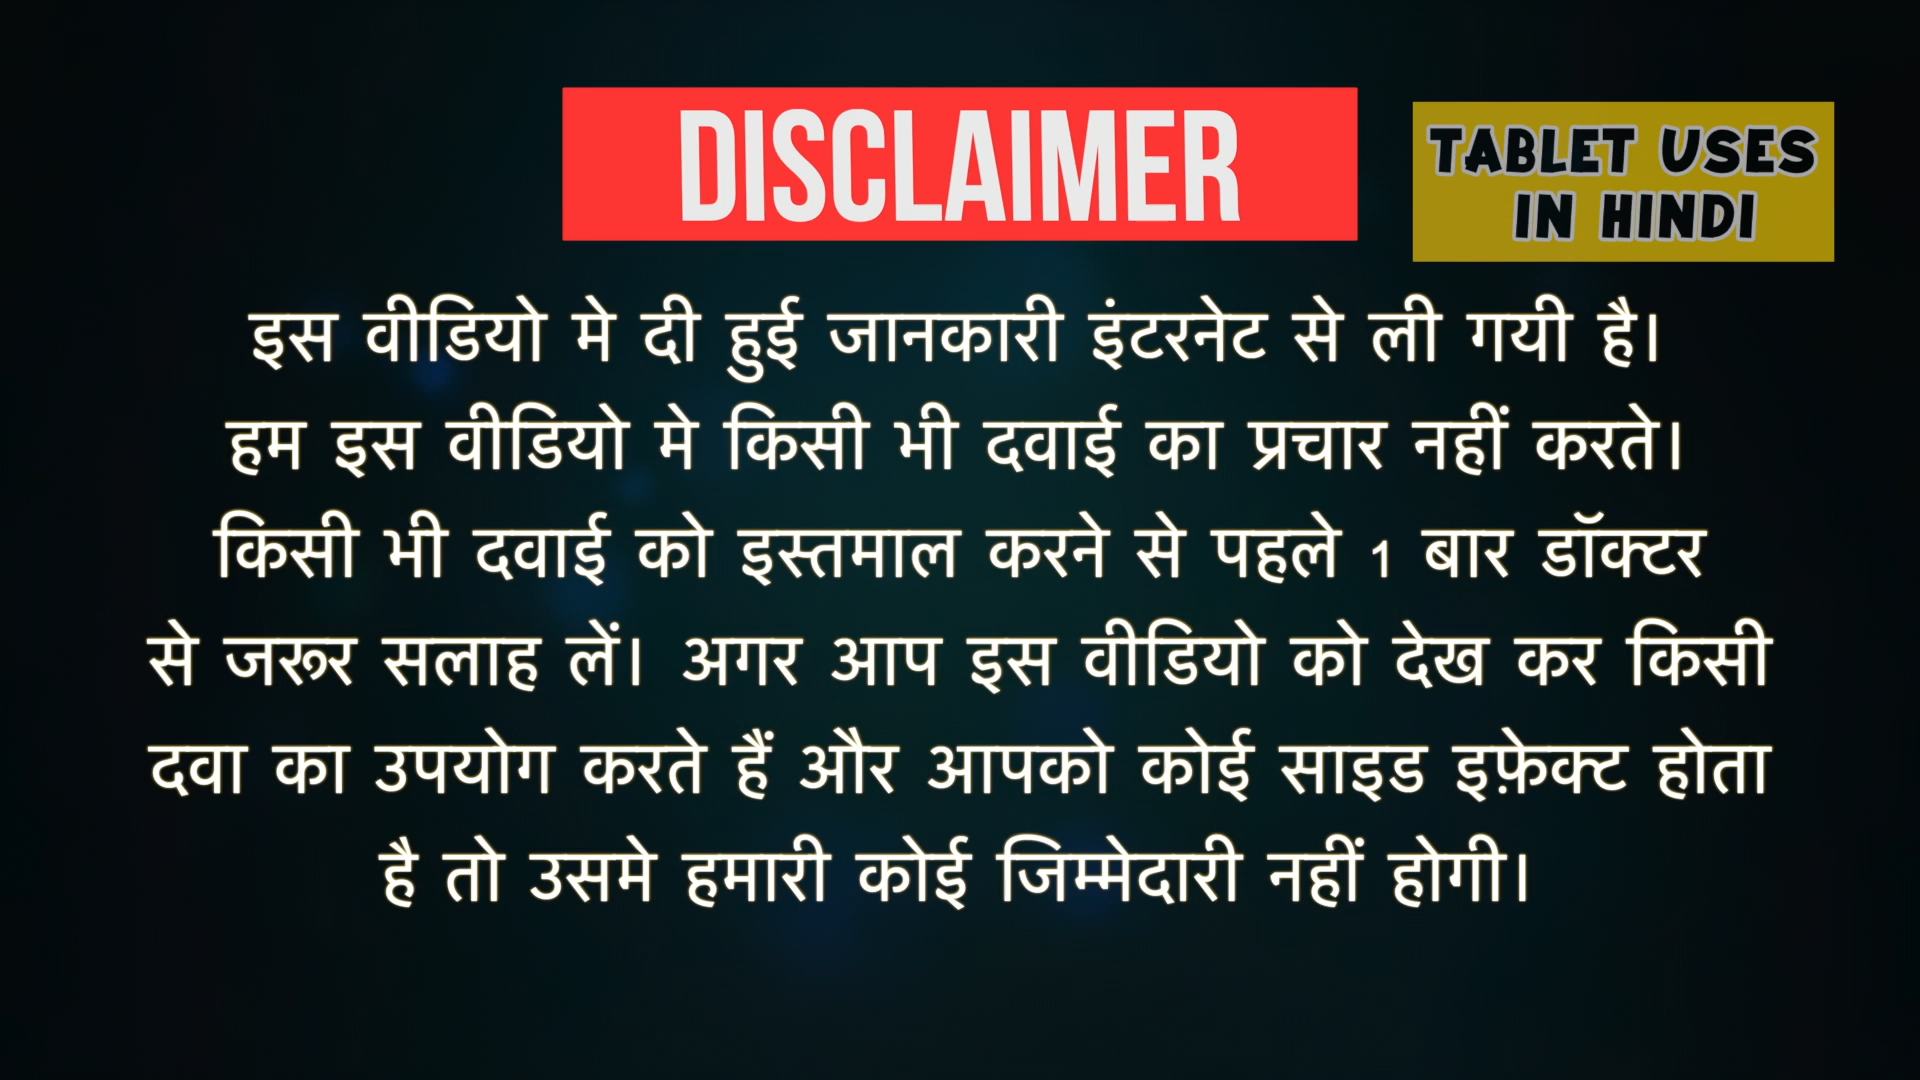 DISCLAIMER
TABLET USES
IN HINDI
इस वीडियो मे दी हुई जानकारी इंटरनेट से ली गयी है।
हम इस वीडियो मे किसी भी दवाई का प्रचार नहीं करते।
किसी भी दवाई को इस्तमाल करने से पहले 1 बार डॉक्टर
से जरूर सलाह लें। अगर आप इस वीडियो को देख कर किसी
दवा का उपयोग करते हैं और आपको कोई साइड इफ़ेक्ट होता
है तो उसमे हमारी कोई जिम्मेदारी नहीं होगी।